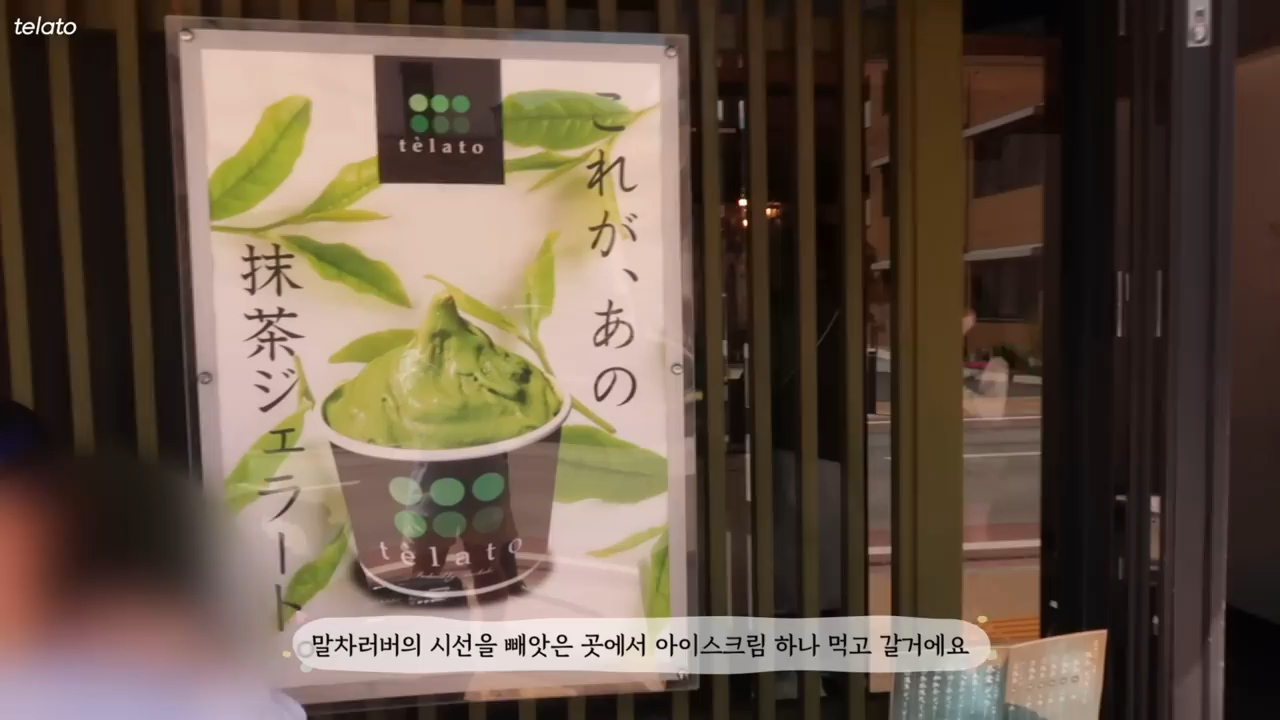 telato
tèlato
これが、あの
抹茶ジェラート
tèlato
말차러버의 시선을 빼앗은 곳에서 아이스크림 하나 먹고 갈거에요